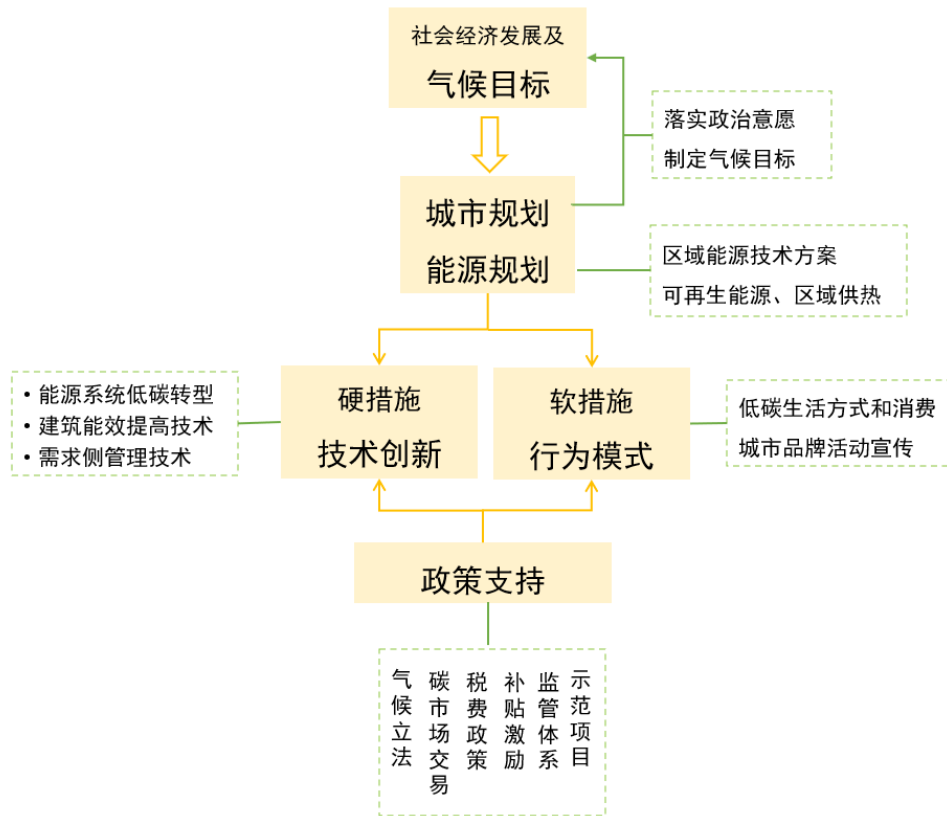 社会经济发展及
气候目标
落实政治意愿
制定气候目标
城市规划
能源规划
区域能源技术方案
可再生能源、区域供热
• 能源系统低碳转型
• 建筑能效提高技术
• 需求侧管理技术
硬措施
技术创新
软措施
行为模式
低碳生活方式和消费
城市品牌活动宣传
政策支持
气候立法
碳市场交易
税费政策
补贴激励
监管体系
示范项目